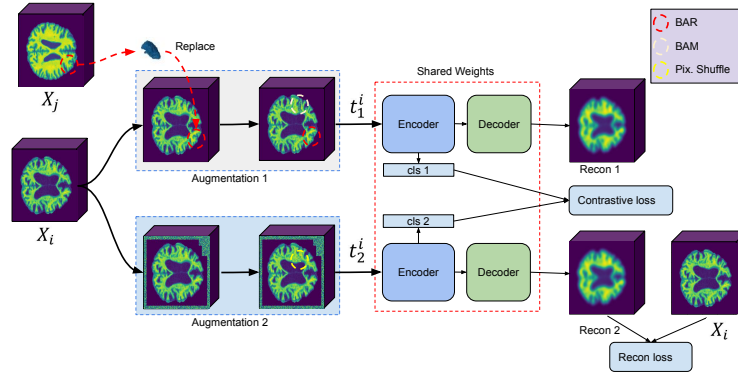 BAR
BAM
Pix. Shuffle
Replace
X_j
Shared Weights
t_1^i
Encoder
Decoder
Augmentation 1
cls 1
Recon 1
Contrastive loss
X_i
cls 2
t_2^i
Encoder
Decoder
Augmentation 2
Recon 2
X_i
Recon loss